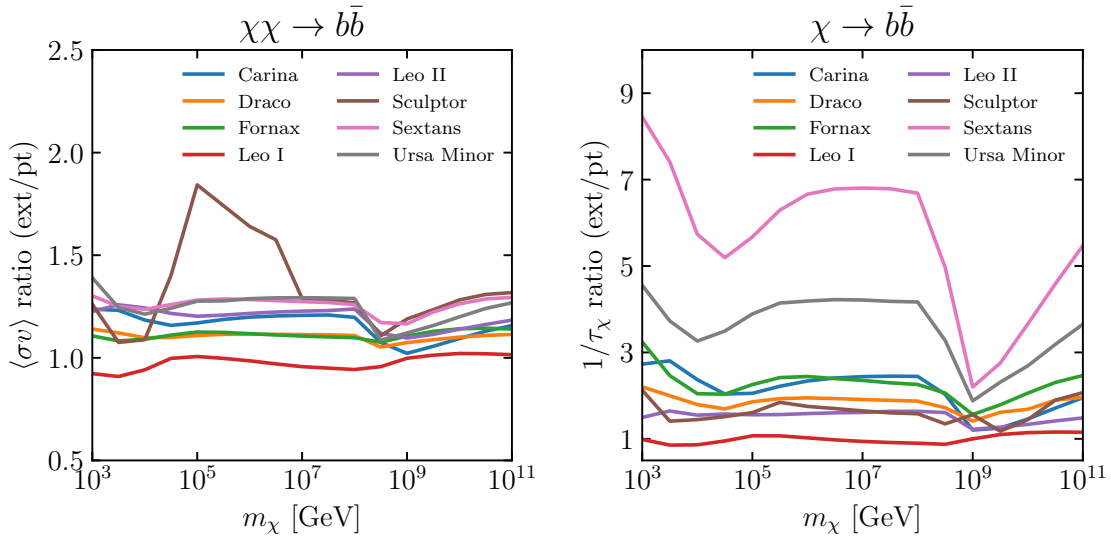 χχ → bb̄
⟨σv⟩ ratio (ext/pt)
2.5
2.0
1.5
1.0
0.5
Carina
Draco
Fornax
Leo I
Leo II
Sculptor
Sextans
Ursa Minor
10³ 10⁵ 10⁷ 10⁹ 10¹¹
m_χ [GeV]
χ → bb̄
1/τ_χ ratio (ext/pt)
9
7
5
3
1
Carina
Draco
Fornax
Leo I
Leo II
Sculptor
Sextans
Ursa Minor
10³ 10⁵ 10⁷ 10⁹ 10¹¹
m_χ [GeV]